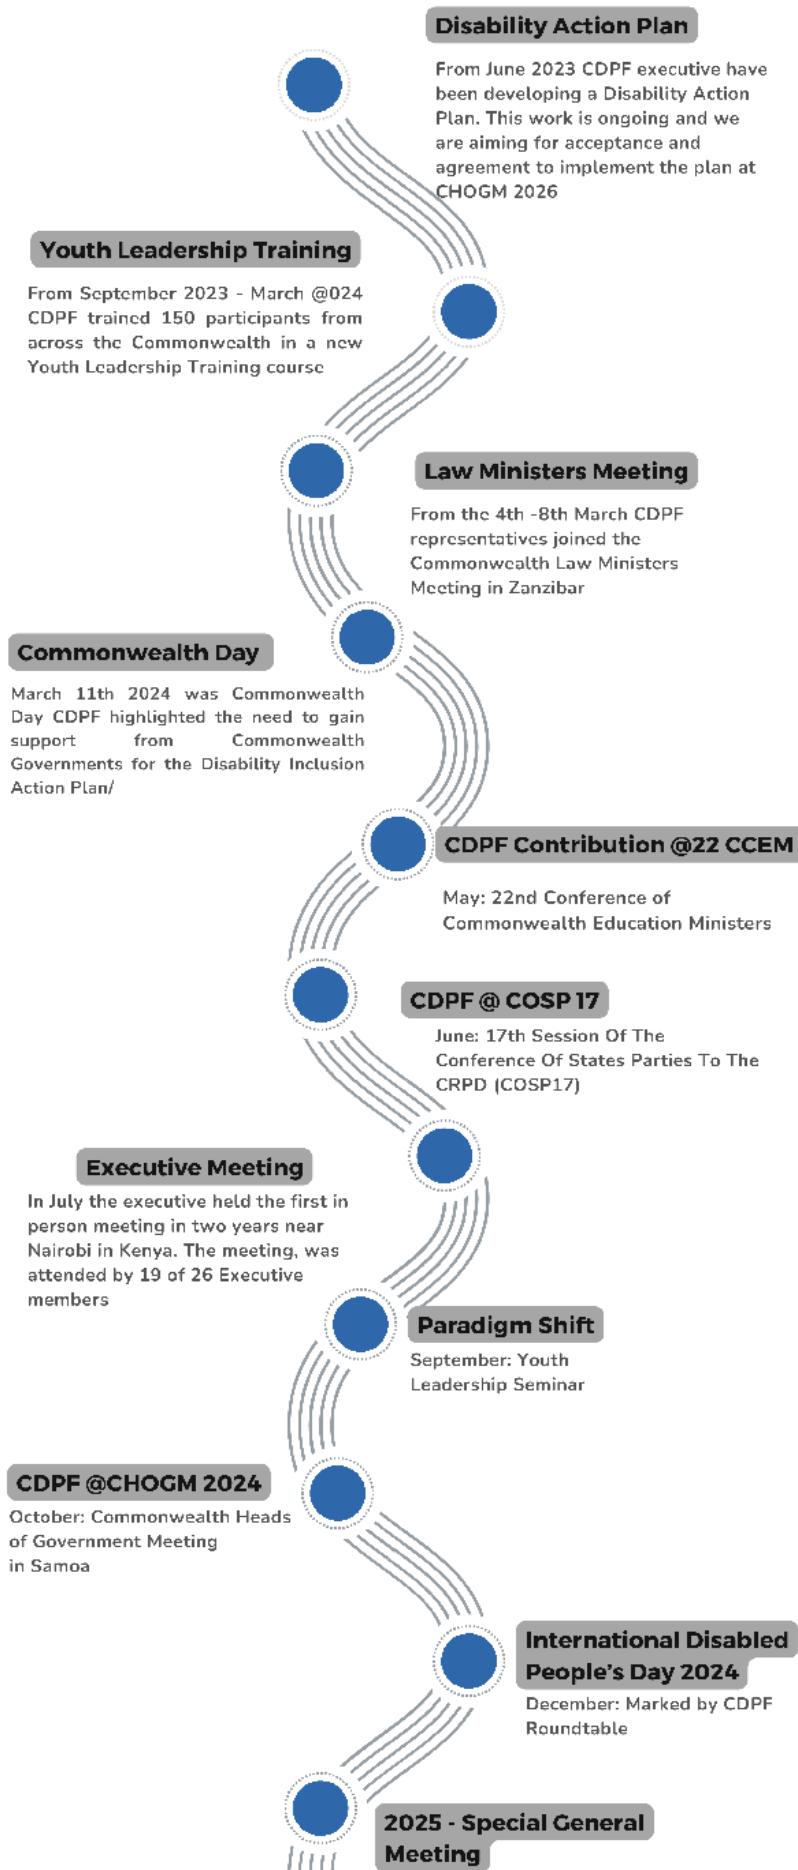 Disability Action Plan
From June 2023 CDPF executive have
been developing a Disability Action
Plan. This work is ongoing and we
are aiming for acceptance and
agreement to implement the plan at
CHOGM 2026
Youth Leadership Training
From September 2023 - March @024
CDPF trained 150 participants from
across the Commonwealth in a new
Youth Leadership Training course
Law Ministers Meeting
From the 4th -8th March CDPF
representatives joined the
Commonwealth Law Ministers
Meeting in Zanzibar
Commonwealth Day
March 11th 2024 was Commonwealth
Day CDPF highlighted the need to gain
support from Commonwealth
Governments for the Disability Inclusion
Action Plan/
CDPF Contribution @22 CCEM
May: 22nd Conference of
Commonwealth Education Ministers
CDPF @ COSP 17
June: 17th Session Of The
Conference Of States Parties To The
CRPD (COSP17)
Executive Meeting
In July the executive held the first in
person meeting in two years near
Nairobi in Kenya. The meeting, was
attended by 19 of 26 Executive
members
Paradigm Shift
September: Youth
Leadership Seminar
CDPF @CHOGM 2024
October: Commonwealth Heads
of Government Meeting
in Samoa
International Disabled
People's Day 2024
December: Marked by CDPF
Roundtable
2025 - Special General
Meeting